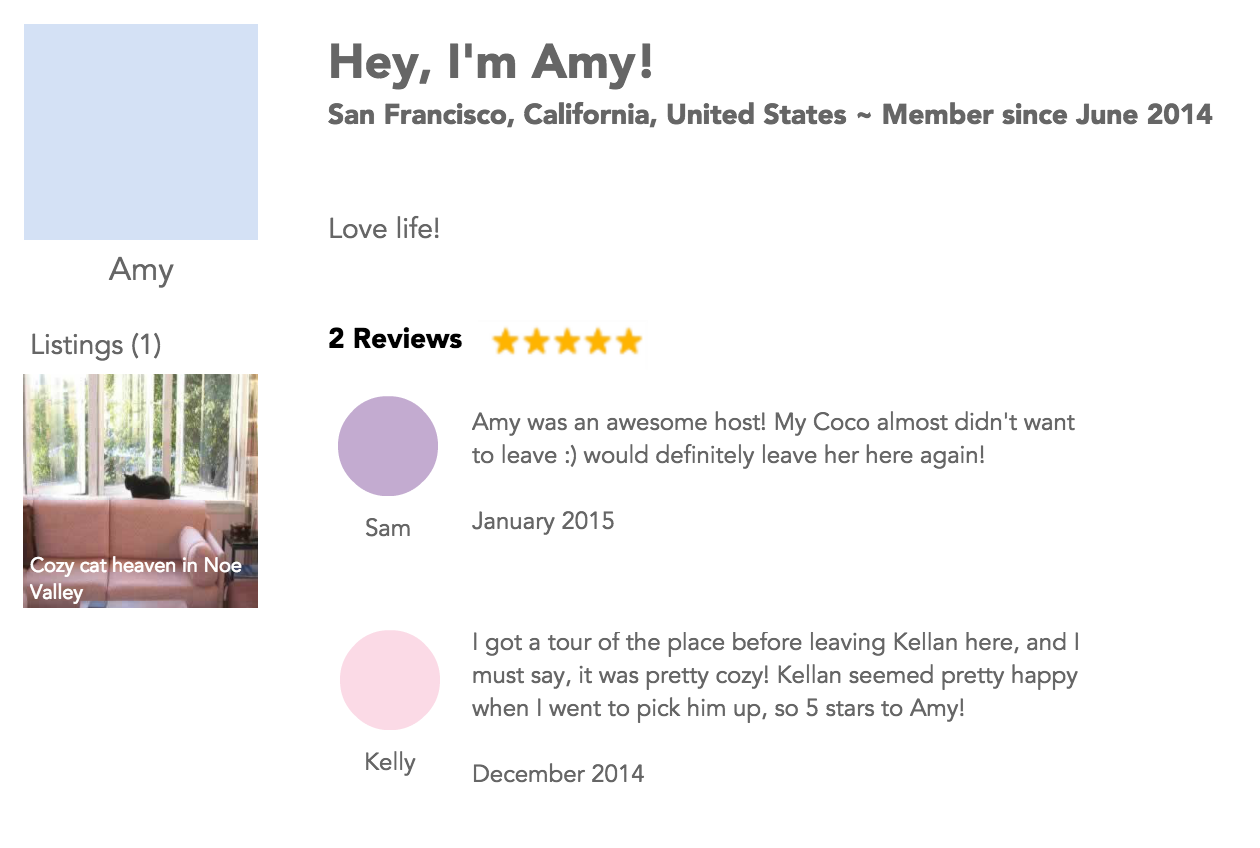 Hey, I'm Amy!
San Francisco, California, United States ~ Member since June 2014
Love life!
Amy
Listings (1)
Cozy cat heaven in Noe
Valley
2 Reviews
Amy was an awesome host! My Coco almost didn't want
to leave :) would definitely leave her here again!
January 2015
Sam
I got a tour of the place before leaving Kellan here, and I
must say, it was pretty cozy! Kellan seemed pretty happy
when I went to pick him up, so 5 stars to Amy!
December 2014
Kelly